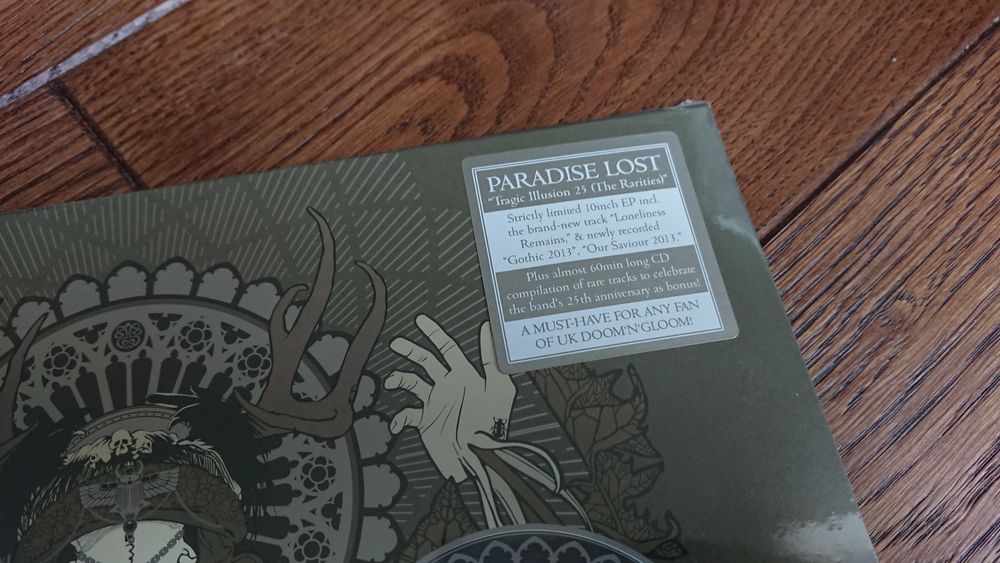 PARADISE LOST
"Tragic Illusion 25 (The Rarities)"
Strictly limited 10inch EP incl.
the brand-new track "Loneliness
Remains," & newly recorded
"Gothic 2013", "Our Saviour 2013."
Plus almost 60min long CD
compilation of rare tracks to celebrate
the band's 25th anniversary as bonus!
A MUST-HAVE FOR ANY FAN
OF UK DOOM'N'GLOOM!